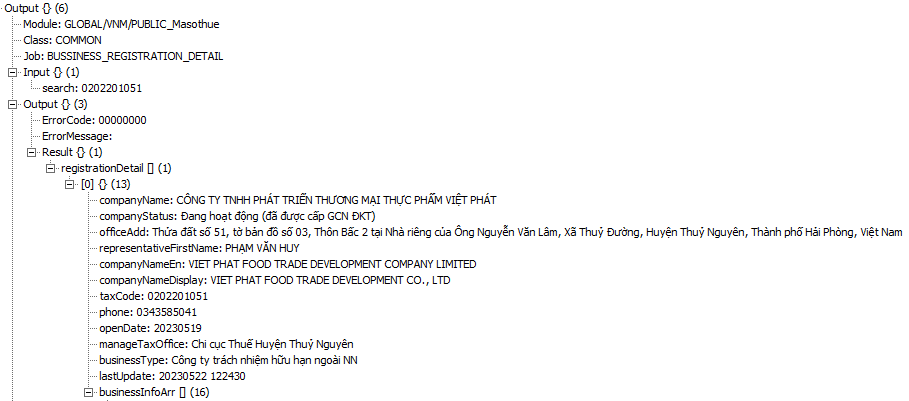 Output {} (6)
Module: GLOBAL/VNM/PUBLIC_Masothue
Class: COMMON
Job: BUSSINESS_REGISTRATION_DETAIL
Input {} (1)
search: 0202201051
Output {} (3)
ErrorCode: 00000000
ErrorMessage:
Result {} (1)
registrationDetail [] (1)
[0] {} (13)
companyName: CÔNG TY TNHH PHÁT TRIỂN THƯƠNG MẠI THỰC PHẨM VIỆT PHÁT
companyStatus: Đang hoạt động (đã được cấp GCN ĐKT)
officeAdd: Thửa đất số 51, tờ bản đồ số 03, Thôn Bấc 2 tại Nhà riêng của Ông Nguyễn Văn Lâm, Xã Thuỷ Đường, Huyện Thuỷ Nguyên, Thành phố Hải Phòng, Việt Nam
representativeFirstName: PHẠM VĂN HUY
companyNameEn: VIET PHAT FOOD TRADE DEVELOPMENT COMPANY LIMITED
companyNameDisplay: VIET PHAT FOOD TRADE DEVELOPMENT CO., LTD
taxCode: 0202201051
phone: 0343585041
openDate: 20230519
manageTaxOffice: Chi cục Thuế Huyện Thuỷ Nguyên
businessType: Công ty trách nhiệm hữu hạn ngoài NN
lastUpdate: 20230522 122430
businessInfoArr [] (16)